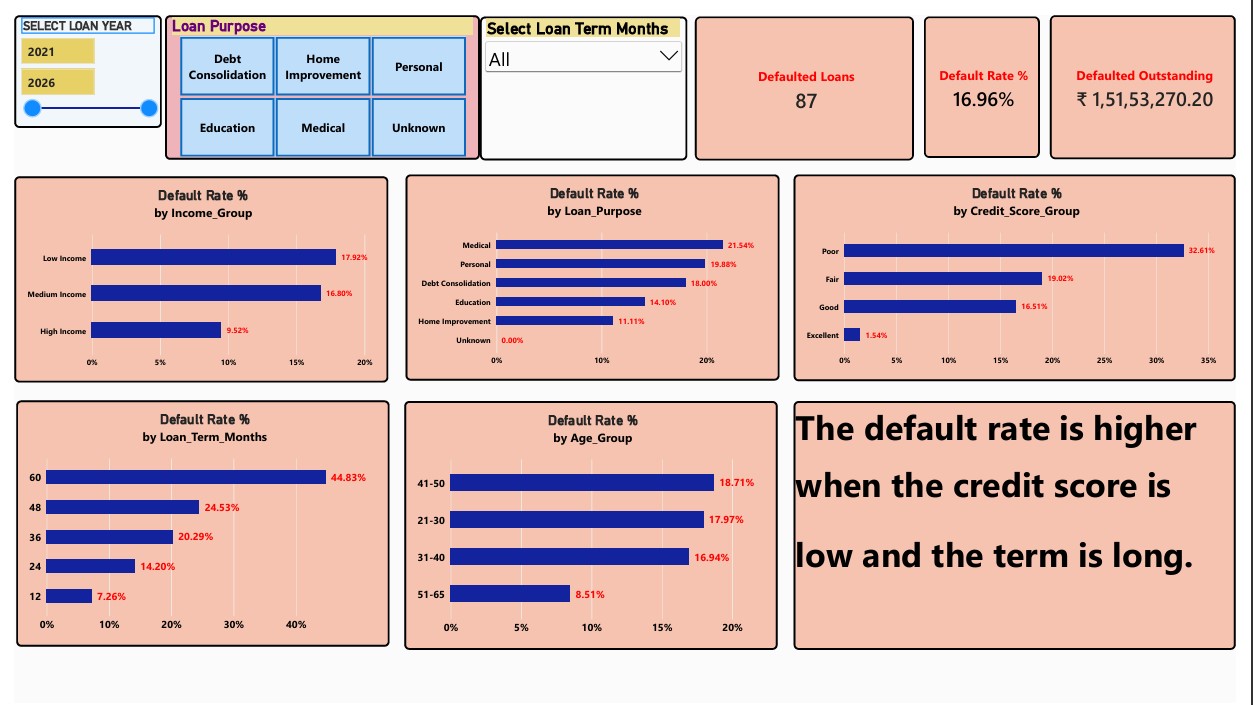 SELECT LOAN YEAR
2021
2026
Loan Purpose
Debt
Consolidation
Home
Improvement
Personal
Education
Medical
Unknown
Select Loan Term Months
All
Defaulted Loans
87
Default Rate %
16.96%
Defaulted Outstanding
₹ 1,51,53,270.20
Default Rate %
by Income_Group
Low Income
17.92%
Medium Income
16.80%
High Income
9.52%
0% 5% 10% 15% 20%
Default Rate %
by Loan_Purpose
Medical
21.54%
Personal
19.88%
Debt Consolidation
18.00%
Education
14.10%
Home Improvement
11.11%
Unknown
0.00%
0% 10% 20%
Default Rate %
by Credit_Score_Group
Poor
32.61%
Fair
19.02%
Good
16.51%
Excellent
1.54%
0% 5% 10% 15% 20% 25% 30% 35%
Default Rate %
by Loan_Term_Months
60
44.83%
48
24.53%
36
20.29%
24
14.20%
12
7.26%
0% 10% 20% 30% 40%
Default Rate %
by Age_Group
41-50
18.71%
21-30
17.97%
31-40
16.94%
51-65
8.51%
0% 5% 10% 15% 20%
The default rate is higher
when the credit score is
low and the term is long.